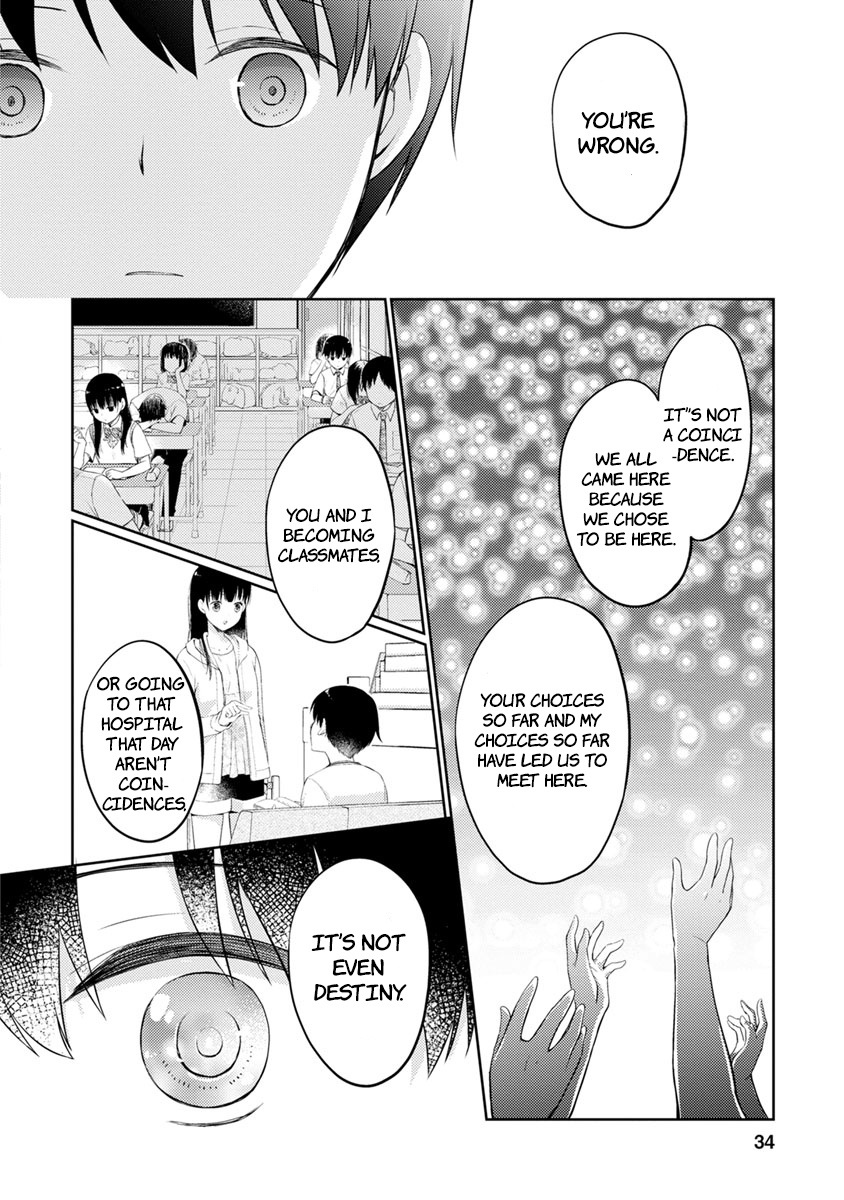 YOU'RE
WRONG.
IT"S NOT
A COINCI
-DENCE.
WE ALL
CAME HERE
BECAUSE
WE CHOSE
TO BE HERE.
YOUR CHOICES
SO FAR AND MY
CHOICES SO FAR
HAVE LED US TO
MEET HERE.
YOU AND I
BECOMING
CLASSMATES,
OR GOING
TO THAT
HOSPITAL
THAT DAY
AREN'T
COIN-
CIDENCES,
IT'S NOT
EVEN
DESTINY.
34